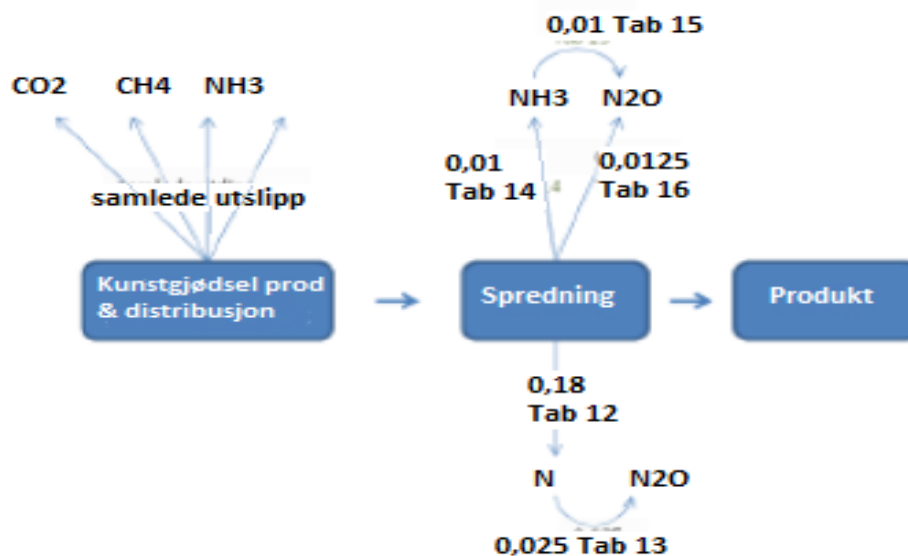 0,01 Tab 15
CO2 CH4 NH3
NH3 N2O
0,01
Tab 14
0,0125
Tab 16
samlede utslipp
Kunstgjødsel prod
& distribusjon
Spredning
Produkt
0,18
Tab 12
N N2O
0,025 Tab 13